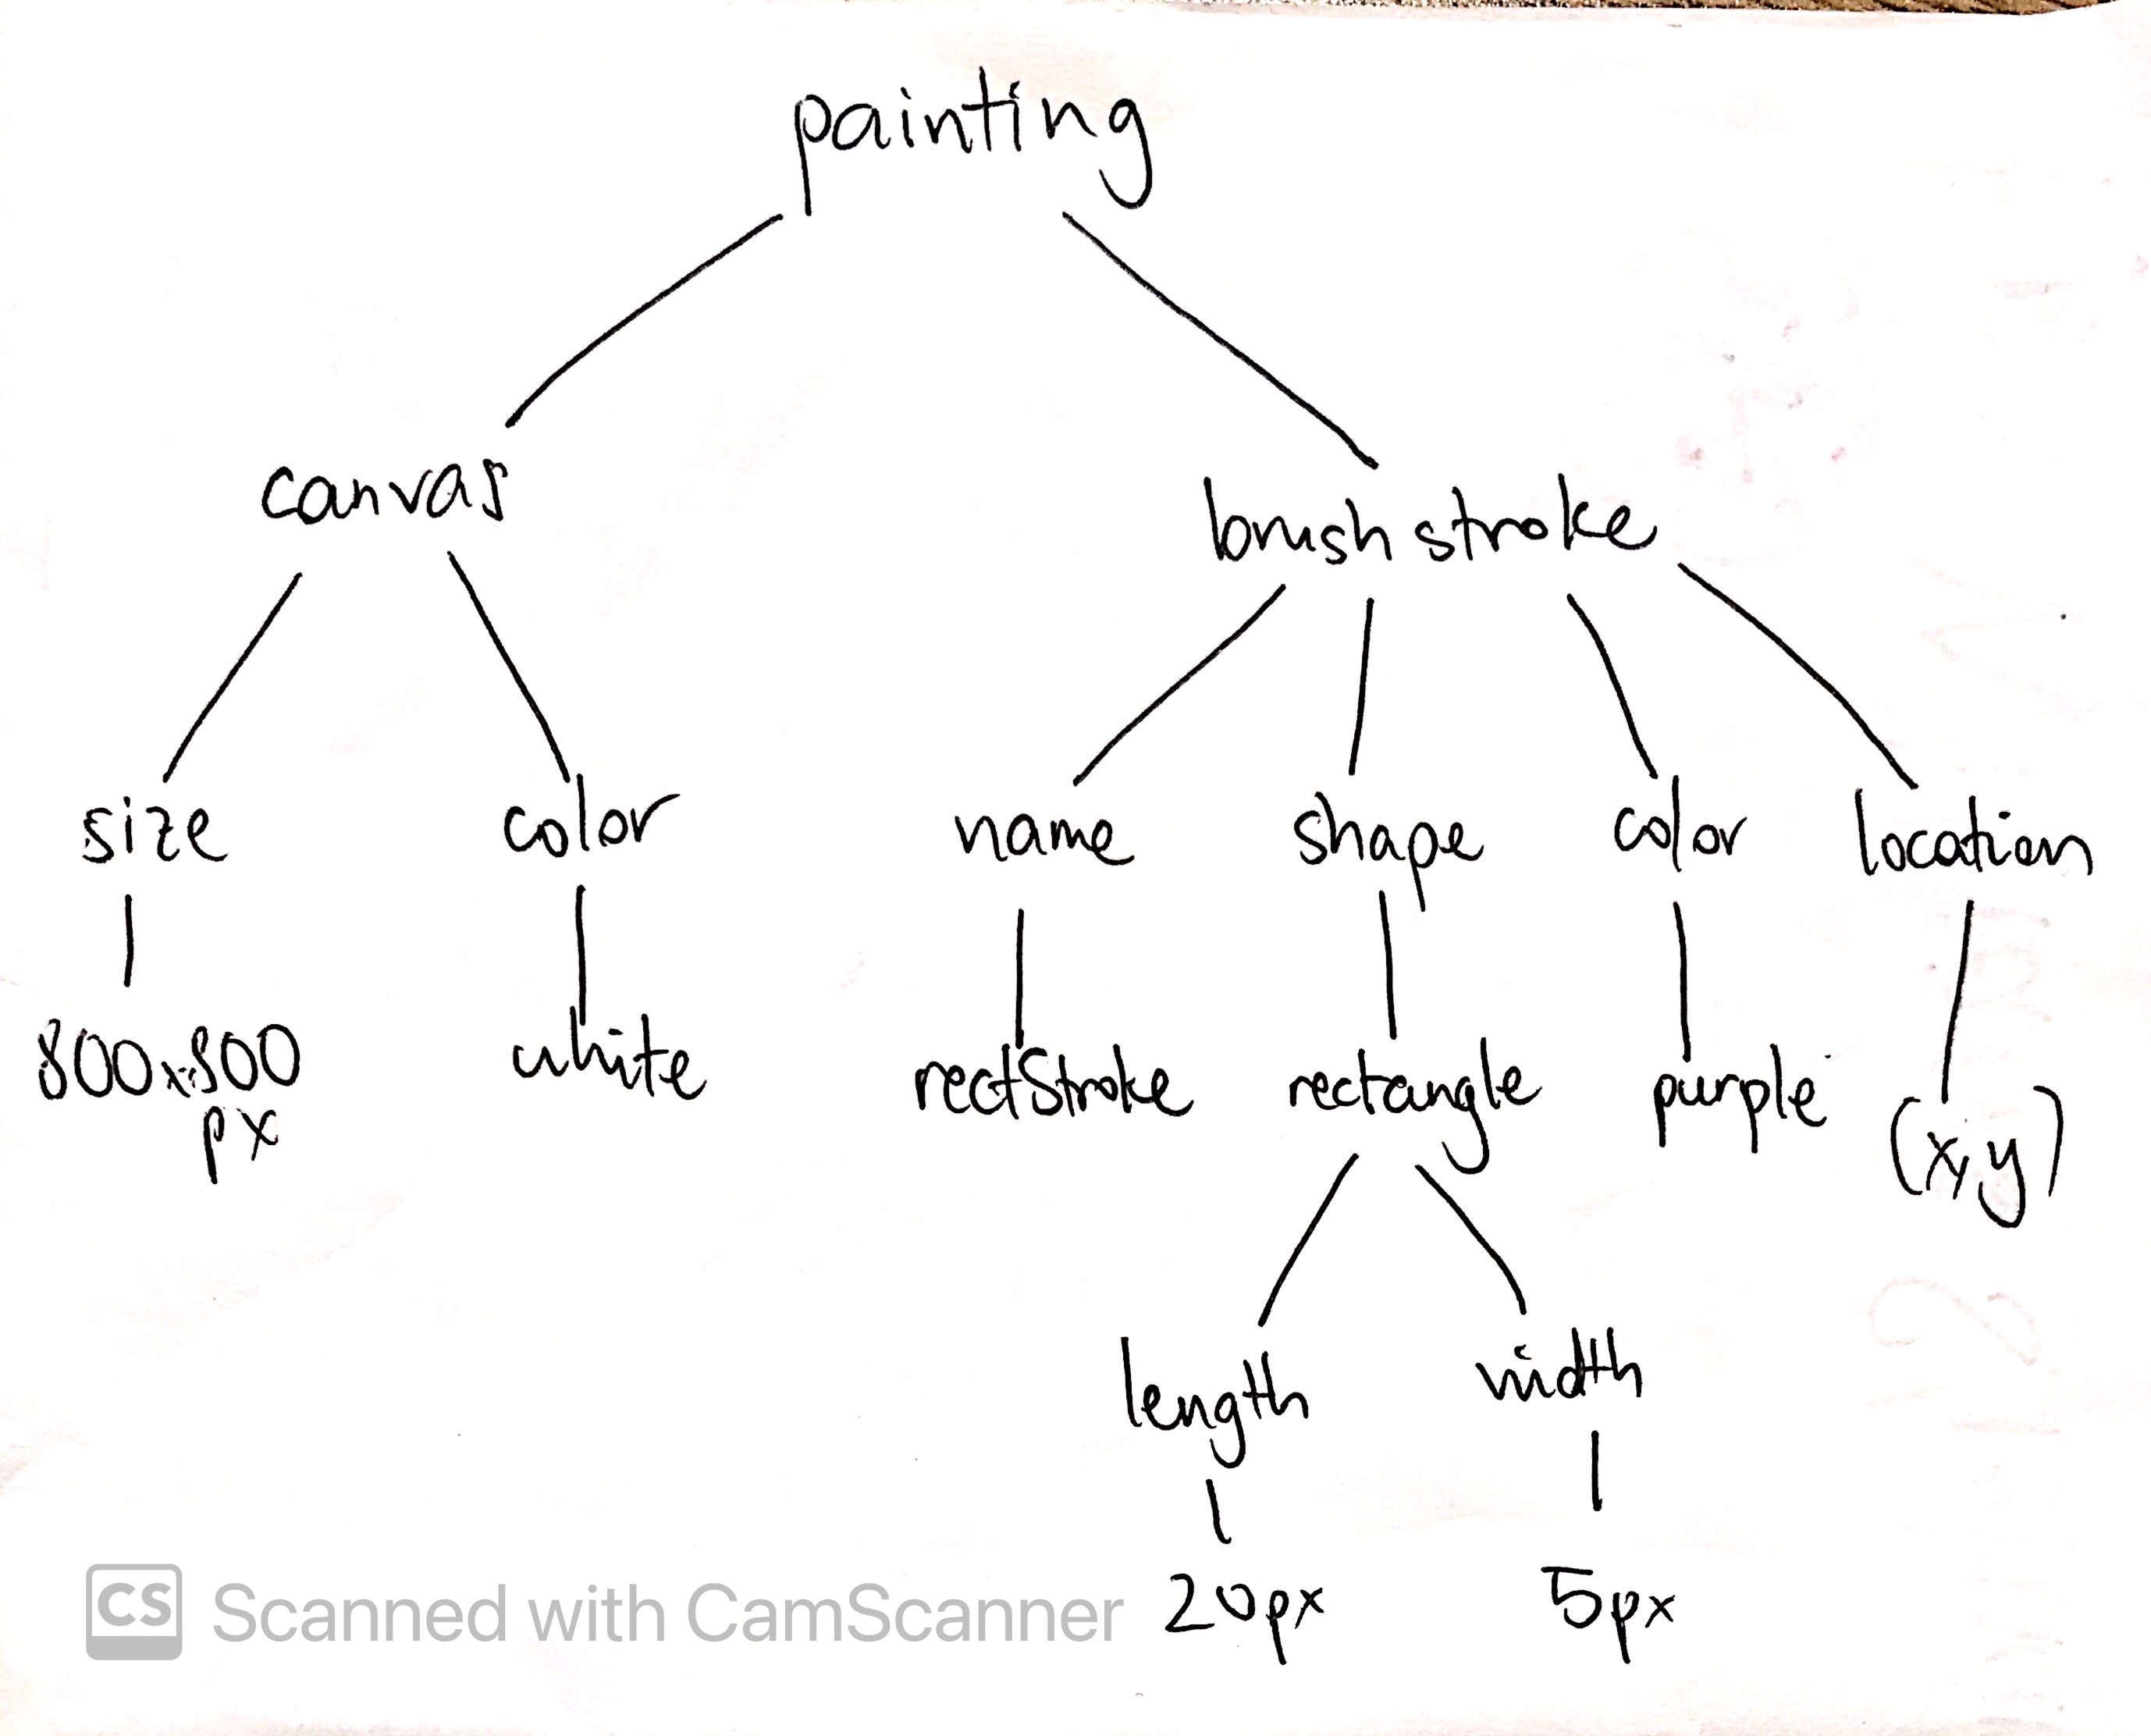 painting
canvas
brush stroke
size
color
name
shape
color
location
800x800
px
white
rectStroke
rectangle
purple
(x,y)
length
width
20px
5px
CS Scanned with CamScanner